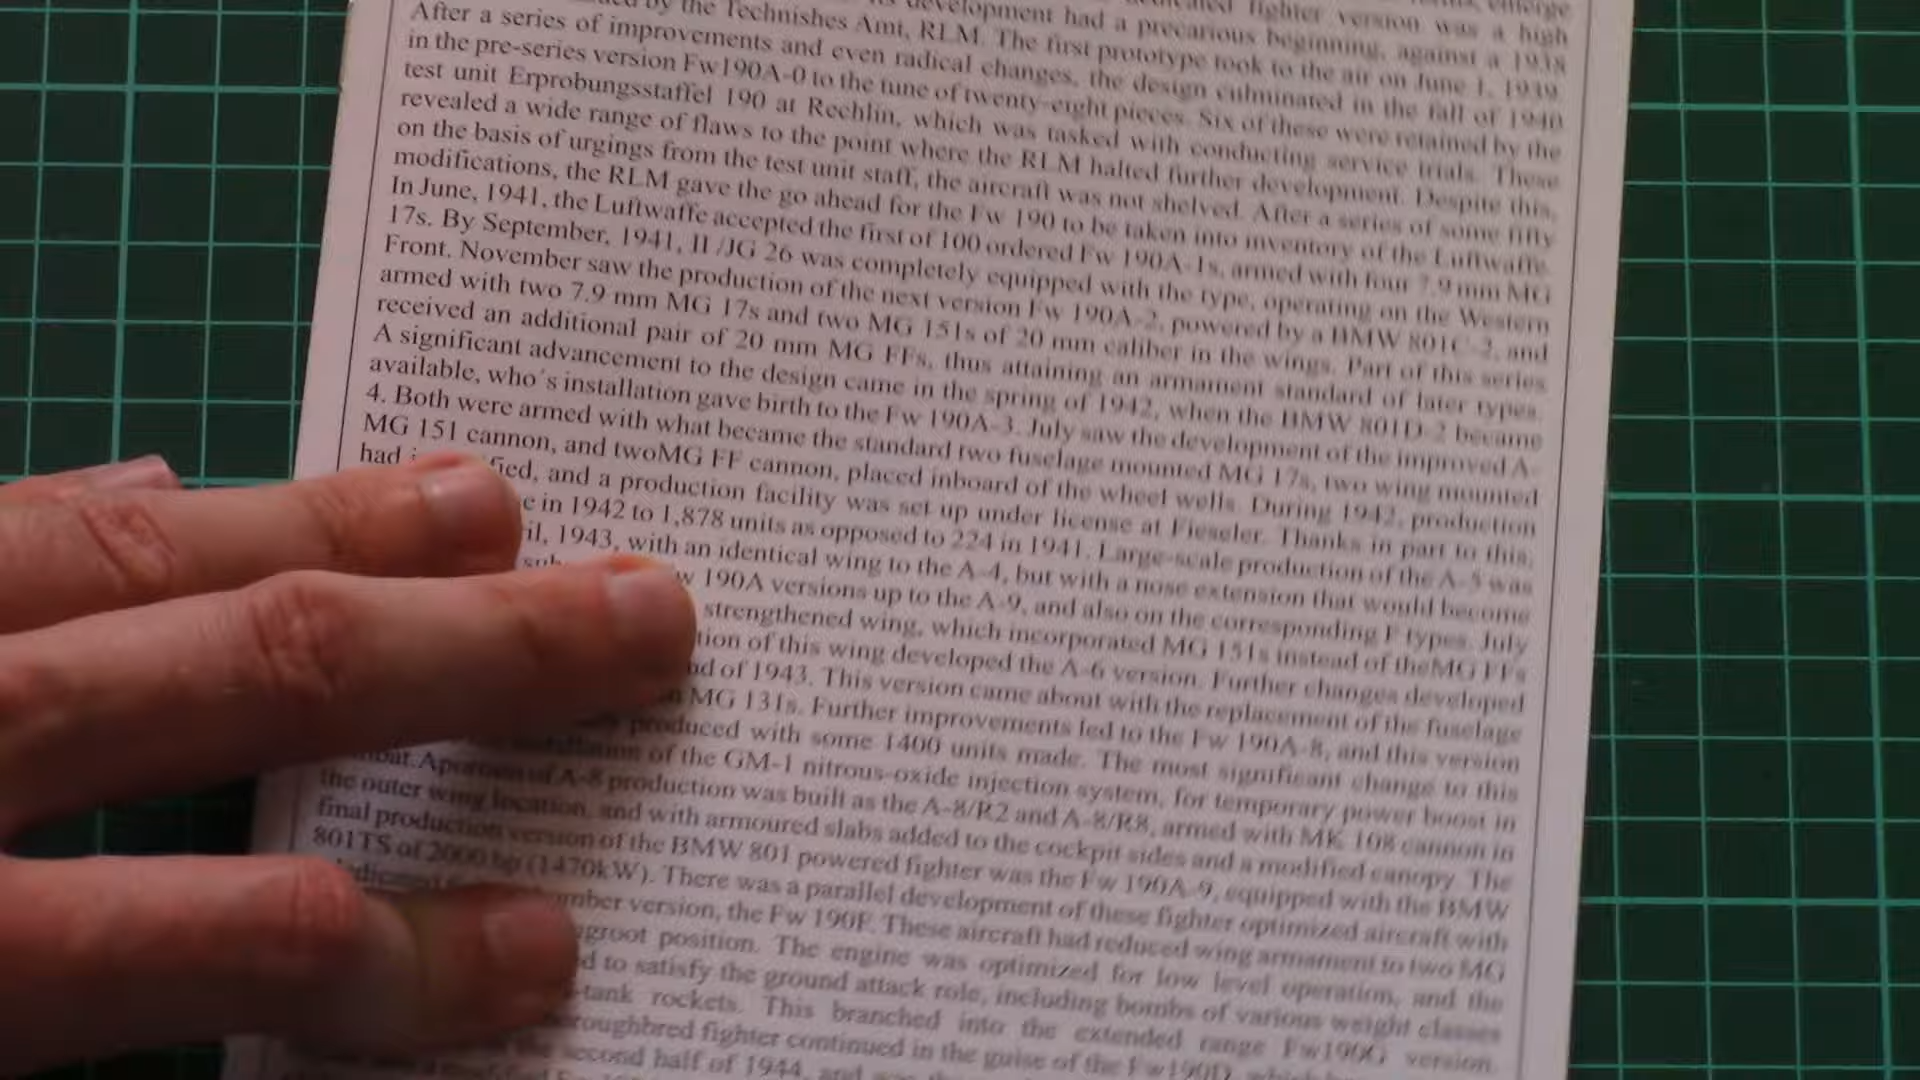 development had a precarious beginning, against a 1938
by the Technishes Amt, RLM. The first prototype took to the air on June 1, 1939.
After a series of improvements and even radical changes, the design culminated in the fall of 1940
in the pre-series version Fw190A-0 to the tune of twenty-eight pieces. Six of these were retained by the
test unit Erprobungsstaffel 190 at Rechlin, which was tasked with conducting service trials. These
revealed a wide range of flaws to the point where the RLM halted further development. Despite this,
on the basis of urgings from the test unit staff, the aircraft was not shelved. After a series of some fifty
modifications, the RLM gave the go ahead for the Fw 190 to be taken into inventory of the Luftwaffe.
In June, 1941, the Luftwaffe accepted the first of 100 ordered Fw 190A-1s, armed with four 7.9 mm MG
17s. By September, 1941, II /JG 26 was completely equipped with the type, operating on the Western
Front. November saw the production of the next version Fw 190A-2, powered by a BMW 801C-2, and
armed with two 7.9 mm MG 17s and two MG 151s of 20 mm caliber in the wings. Part of this series
received an additional pair of 20 mm MG FFs, thus attaining an armament standard of later types.
A significant advancement to the design came in the spring of 1942, when the BMW 801D-2 became
available, who´s installation gave birth to the Fw 190A-3. July saw the development of the improved A-
4. Both were armed with what became the standard two fuselage mounted MG 17s, two wing mounted
MG 151 cannon, and twoMG FF cannon, placed inboard of the wheel wells. During 1942, production
had and a production facility was set up under license at Fieseler. Thanks in part to this,
in 1942 to 1,878 units as opposed to 224 in 1941. Large-scale production of the A-5 was
1943, with an identical wing to the A-4, but with a nose extension that would become
190A versions up to the A-9, and also on the corresponding F types. July
strengthened wing, which incorporated MG 151s instead of theMG FFs
of this wing developed the A-6 version. Further changes developed
of 1943. This version came about with the replacement of the fuselage
MG 131s. Further improvements led to the Fw 190A-8, and this version
produced with some 1400 units made. The most significant change to this
of the GM-1 nitrous-oxide injection system, for temporary power boost in
of A-8 production was built as the A-8/R2 and A-8/R8, armed with MK 108 cannon in
the outer wing location, and with armoured slabs added to the cockpit sides and a modified canopy. The
final production version of the BMW 801 powered fighter was the Fw 190A-9, equipped with the BMW
801TS of 2000 hp (1470kW). There was a parallel development of these fighter optimized aircraft with
version, the Fw 190F. These aircraft had reduced wing armament to two MG
position. The engine was optimized for low level operation, and the
to satisfy the ground attack role, including bombs of various weight classes
rockets. This branched into the extended range Fw190G version.
fighter continued in the guise of the Fw190D,
second half of 1944, and